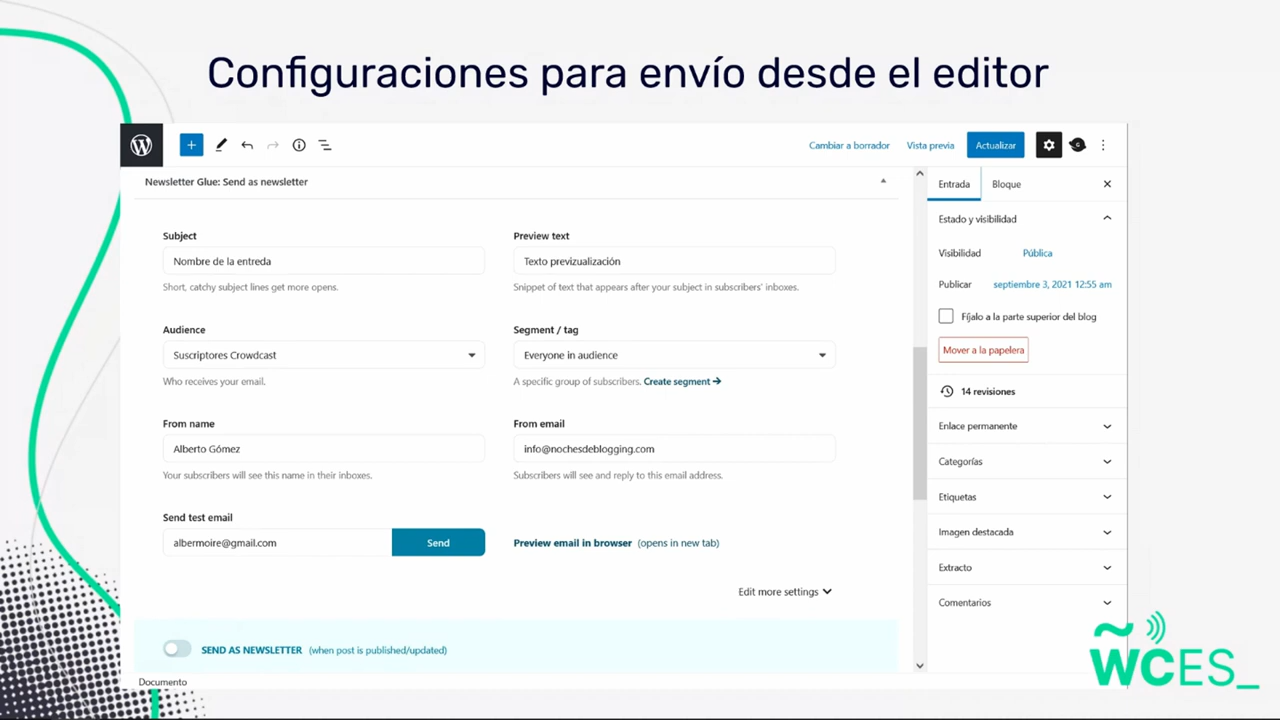 Configuraciones para envío desde el editor
Cambiar a borrador
Vista previa
Actualizar
Newsletter Glue: Send as newsletter
Subject
Nombre de la entreda
Short, catchy subject lines get more opens.
Preview text
Texto previzualización
Snippet of text that appears after your subject in subscribers' inboxes.
Audience
Suscriptores Crowdcast
Who receives your email.
Segment / tag
Everyone in audience
A specific group of subscribers. Create segment →
From name
Alberto Gómez
Your subscribers will see this name in their inboxes.
From email
info@nochesdeblogging.com
Subscribers will see and reply to this email address.
Send test email
albermoire@gmail.com
Send
Preview email in browser (opens in new tab)
Edit more settings
SEND AS NEWSLETTER (when post is published/updated)
Documento
Entrada
Bloque
Estado y visibilidad
Visibilidad
Pública
Publicar
septiembre 3, 2021 12:55 am
Fíjalo a la parte superior del blog
Mover a la papelera
14 revisiones
Enlace permanente
Categorías
Etiquetas
Imagen destacada
Extracto
Comentarios
WCES_